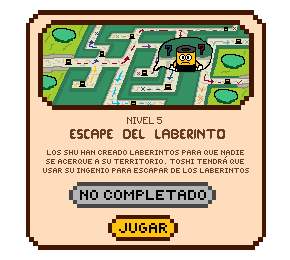 NIVEL 5
ESCAPE DEL LABERINTO
LOS SHU HAN CREADO LABERINTOS PARA QUE NADIE
SE ACERQUE A SU TERRITORIO. TOSHI TENDRÁ QUE
USAR SU INGENIO PARA ESCAPAR DE LOS LABERINTOS
NO COMPLETADO
JUGAR